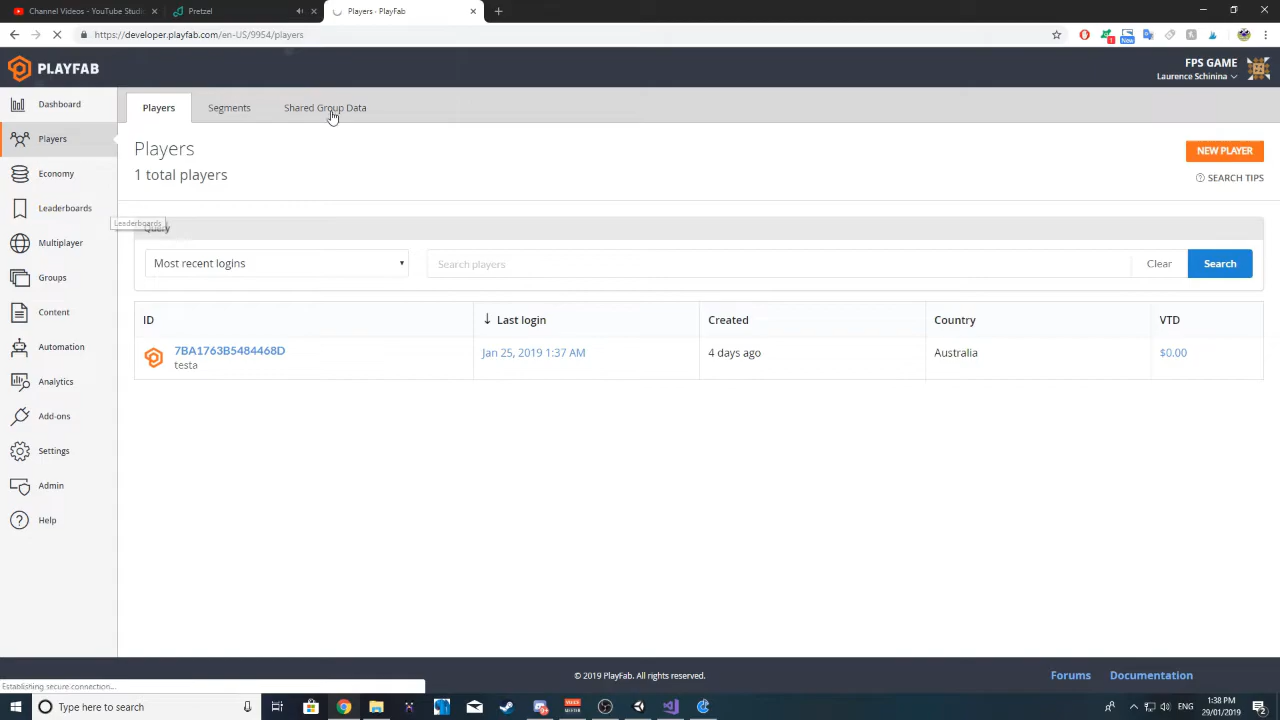 Channel Videos - YouTube Studio
Pretzel
Players - PlayFab
https://developer.playfab.com/en-US/9954/players
1
New
PLAYFAB
FPS GAME
Laurence Schinina
Dashboard
Players
Economy
Leaderboards
Multiplayer
Groups
Content
Automation
Analytics
Add-ons
Settings
Admin
Help
Players
Segments
Shared Group Data
Players
1 total players
NEW PLAYER
SEARCH TIPS
Leaderboards
Query
Most recent logins
Search players
Clear
Search
ID
Last login
Created
Country
VTD
7BA1763B5484468D
testa
Jan 25, 2019 1:37 AM
4 days ago
Australia
$0.00
© 2019 PlayFab. All rights reserved.
Forums
Documentation
Establishing secure connection...
Type here to search
ENG
1:38 PM
29/01/2019
2